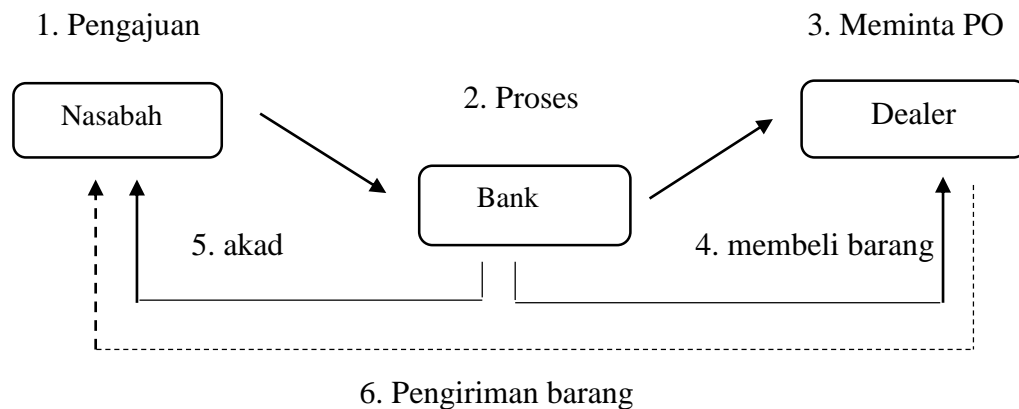 1. Pengajuan
3. Meminta PO
2. Proses
Nasabah
Dealer
Bank
5. akad
4. membeli barang
6. Pengiriman barang